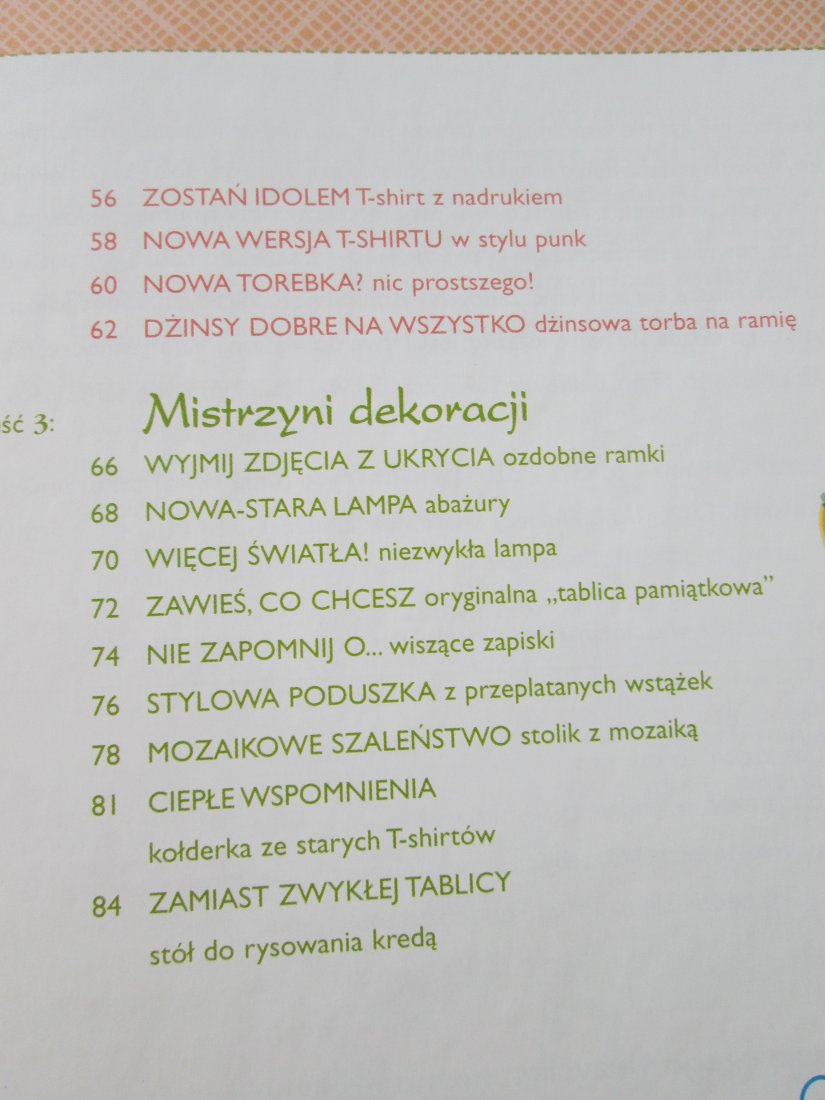 56 ZOSTAŃ IDOLEM T-shirt z nadrukiem
58 NOWA WERSJA T-SHIRTU w stylu punk
60 NOWA TOREBKA? nic prostszego!
62 DŻINSY DOBRE NA WSZYSTKO dżinsowa torba na ramię
3: Mistrzyni dekoracji
66 WYJMIJ ZDJĘCIA Z UKRYCIA ozdobne ramki
68 NOWA-STARA LAMPA abażury
70 WIĘCEJ ŚWIATŁA! niezwykła lampa
72 ZAWIEŚ, CO CHCESZ oryginalna „tablica pamiątkowa”
74 NIE ZAPOMNIJ O... wiszące zapiski
76 STYLOWA PODUSZKA z przeplatanych wstążek
78 MOZAIKOWE SZALEŃSTWO stolik z mozaiką
81 CIEPŁE WSPOMNIENIA
kołderka ze starych T-shirtów
84 ZAMIAST ZWYKŁEJ TABLICY
stół do rysowania kredą